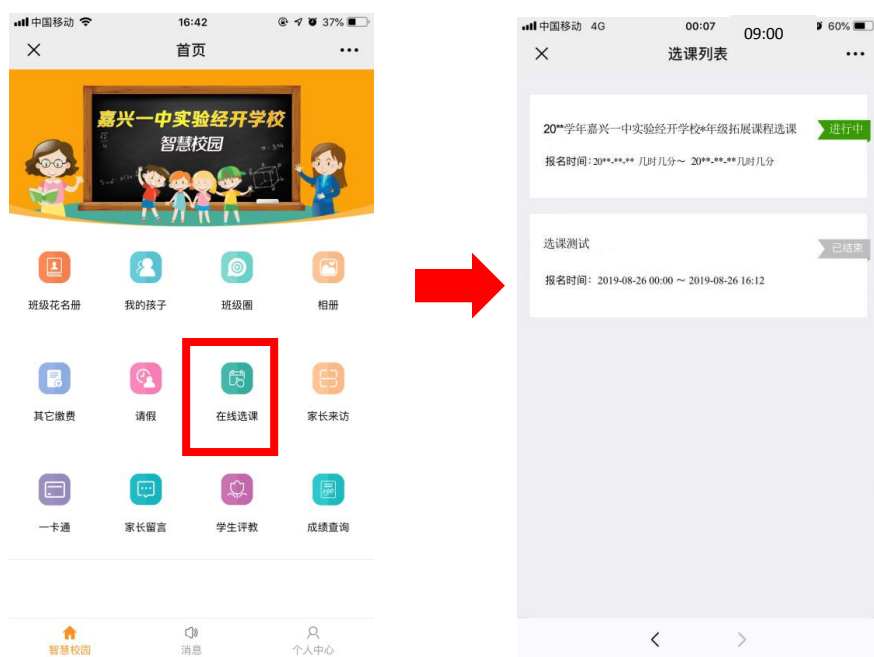 中国移动 16:42 37%
首页
嘉兴一中实验经开学校
智慧校园
班级花名册 我的孩子 班级圈 相册
其它缴费 请假 在线选课 家长来访
一卡通 家长留言 学生评教 成绩查询
智慧校园 消息 个人中心
中国移动 4G 00:07 09:00 60%
选课列表
20**学年嘉兴一中实验经开学校*年级拓展课程选课 进行中
报名时间:20**-**-** 几时几分~ 20**-**-**几时几分
选课测试 已结束
报名时间: 2019-08-26 00:00 ~ 2019-08-26 16:12